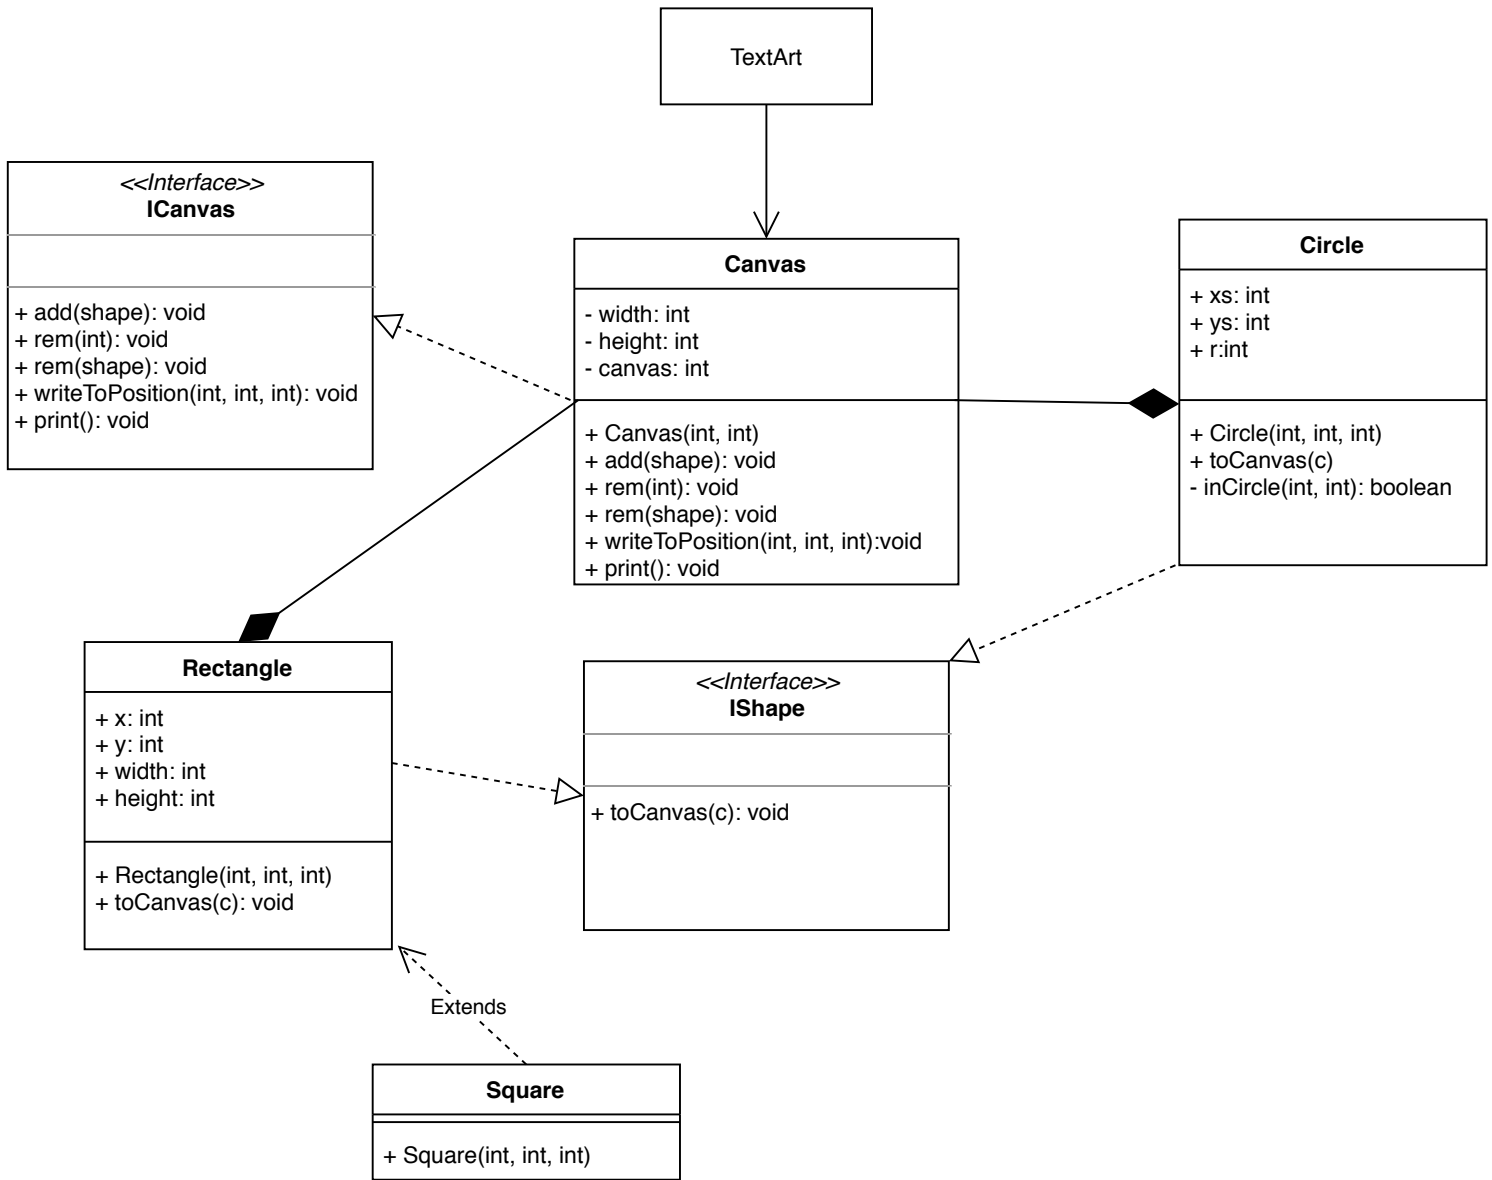 TextArt
<<Interface>>
ICanvas
+ add(shape): void
+ rem(int): void
+ rem(shape): void
+ writeToPosition(int, int, int): void
+ print(): void
Canvas
- width: int
- height: int
- canvas: int
+ Canvas(int, int)
+ add(shape): void
+ rem(int): void
+ rem(shape): void
+ writeToPosition(int, int, int):void
+ print(): void
Circle
+ xs: int
+ ys: int
+ r:int
+ Circle(int, int, int)
+ toCanvas(c)
- inCircle(int, int): boolean
Rectangle
+ x: int
+ y: int
+ width: int
+ height: int
+ Rectangle(int, int, int)
+ toCanvas(c): void
<<Interface>>
IShape
+ toCanvas(c): void
Extends
Square
+ Square(int, int, int)